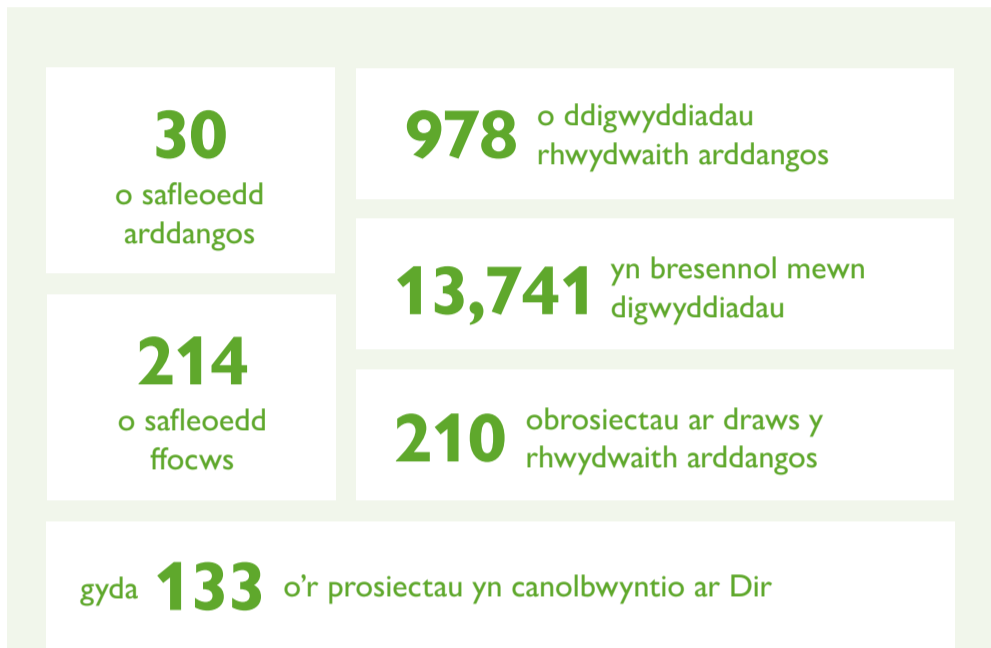 30
o safleoedd
arddangos
978
o ddigwyddiadau
rhwydwaith arddangos
13,741
yn bresennol mewn
digwyddiadau
214
o safleoedd
ffocws
210
obrosiectau ar draws y
rhwydwaith arddangos
gyda 133 o’r prosiectau yn canolbwyntio ar Dir